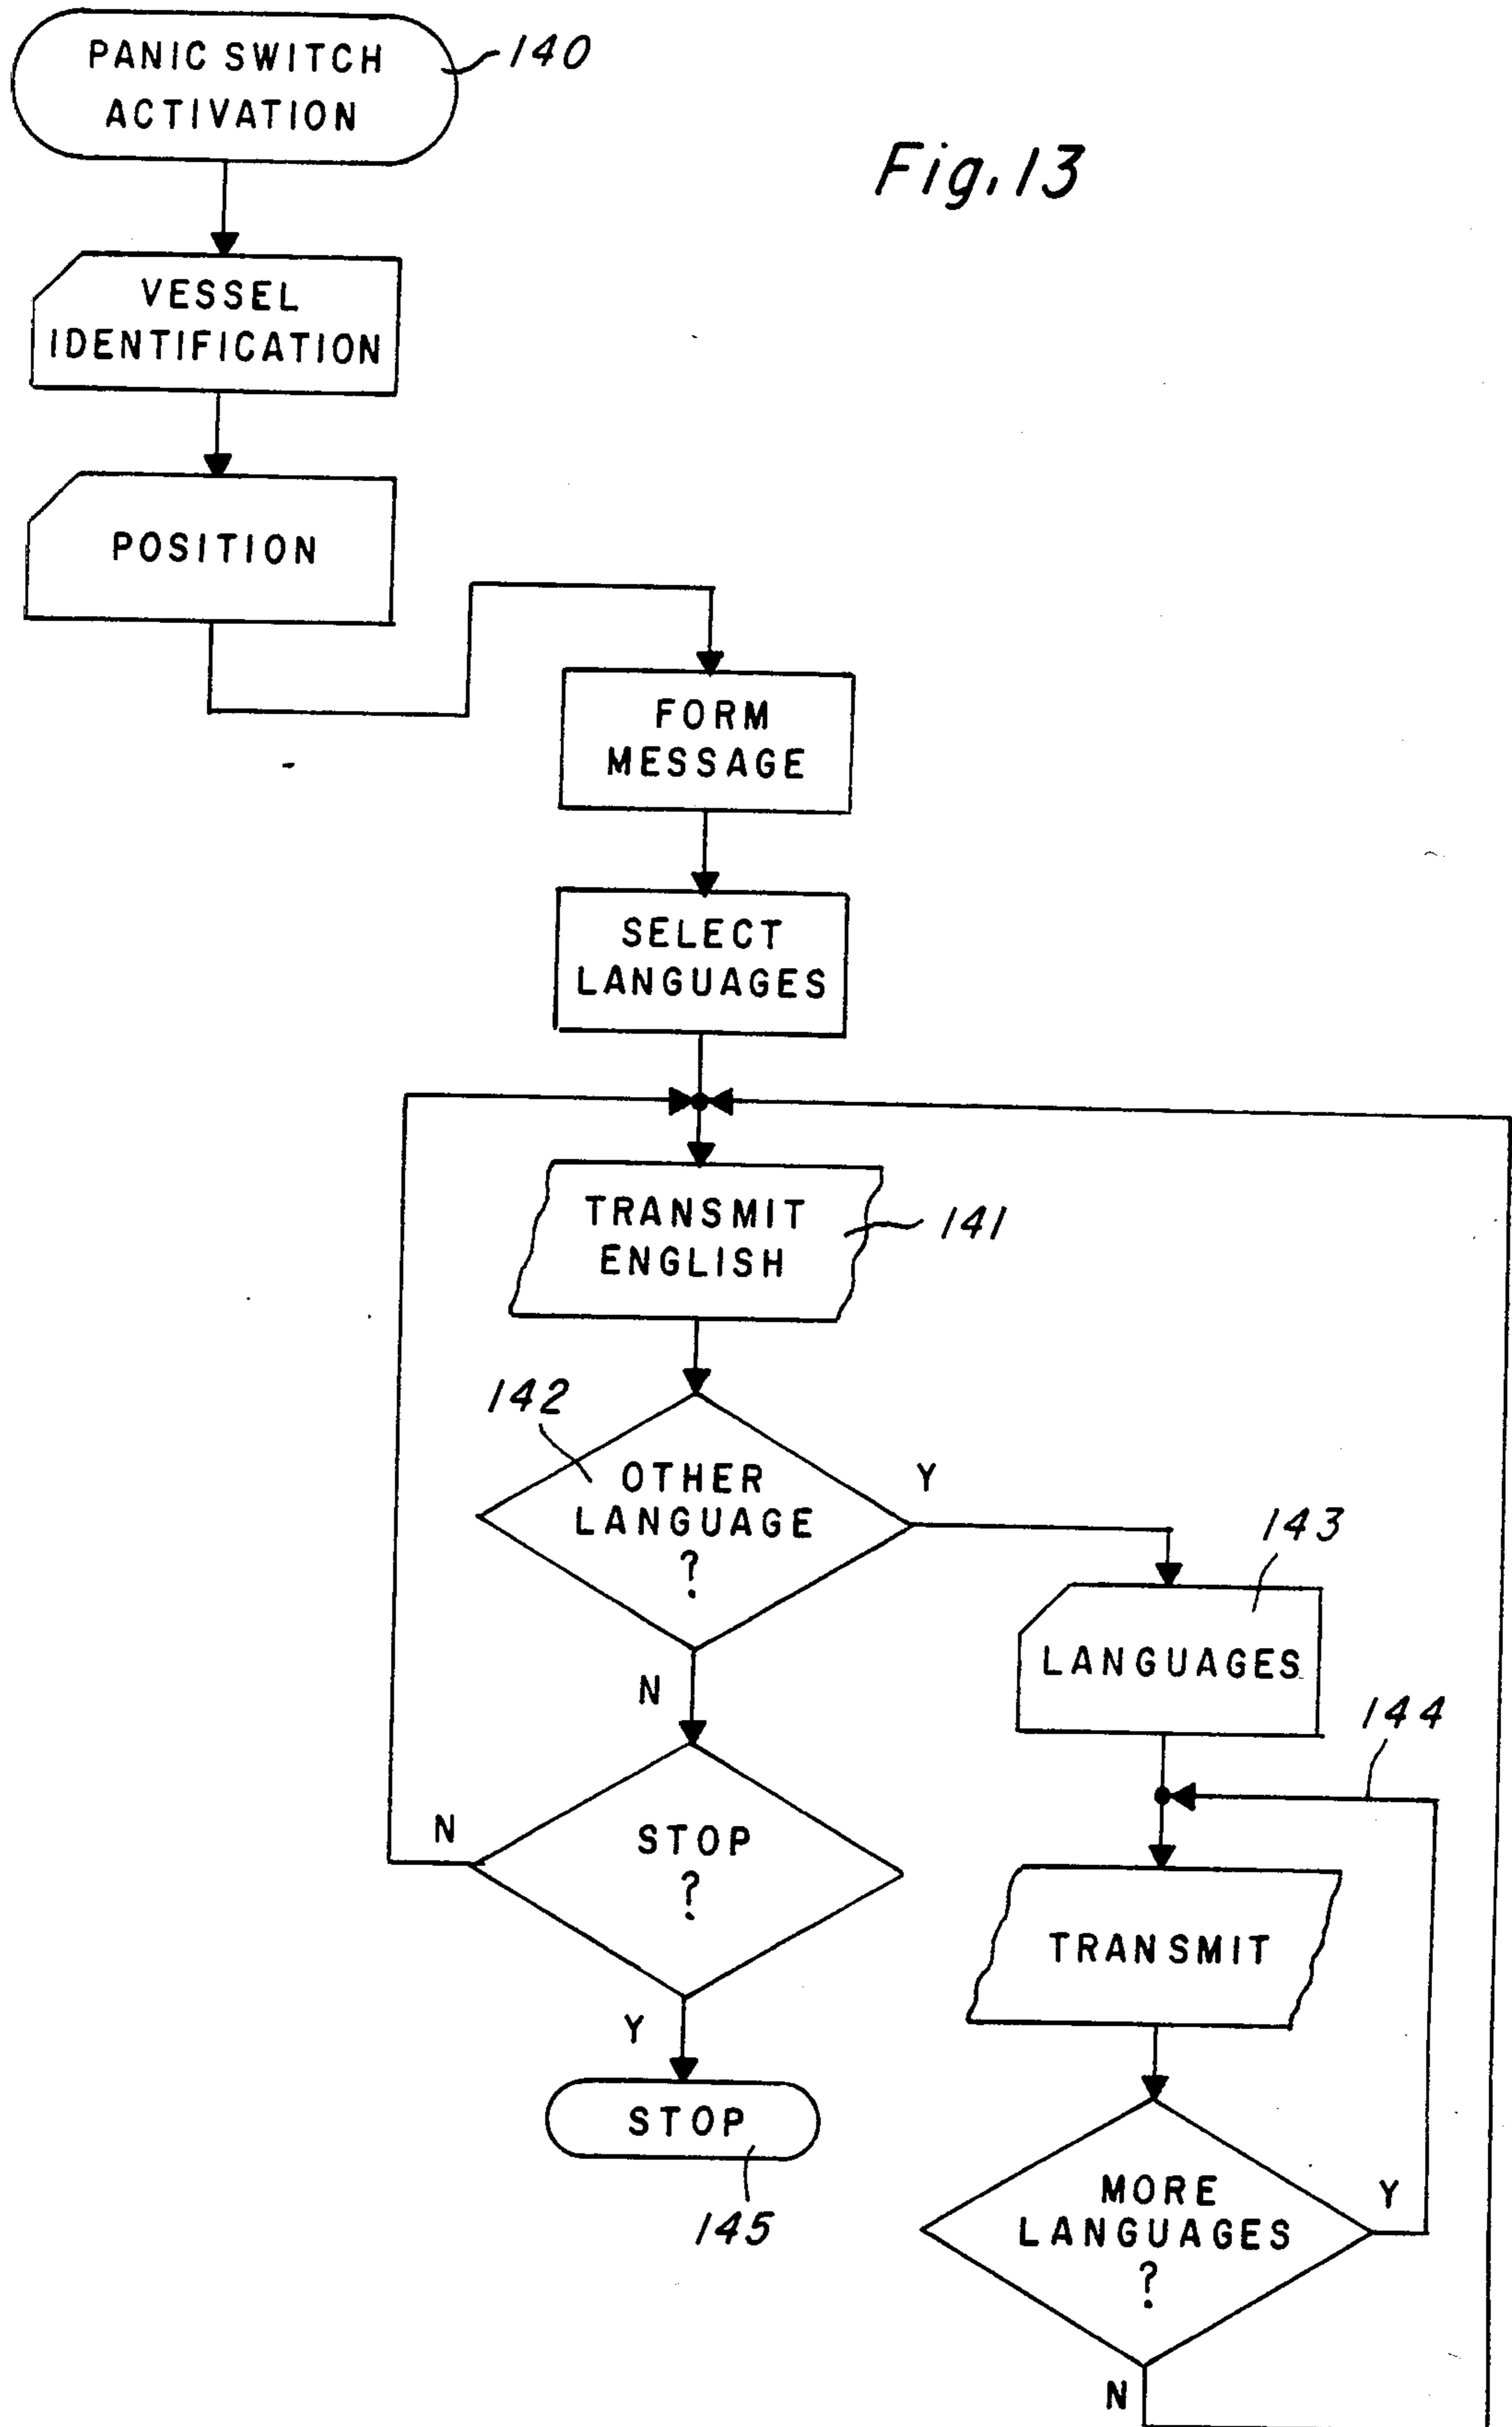 PANIC SWITCH
ACTIVATION
140
Fig. 13
VESSEL
IDENTIFICATION
POSITION
FORM
MESSAGE
SELECT
LANGUAGES
TRANSMIT
ENGLISH
141
142
OTHER
LANGUAGE
?
Y
143
LANGUAGES
N
144
STOP
?
N
TRANSMIT
Y
STOP
145
MORE
LANGUAGES
?
Y
N